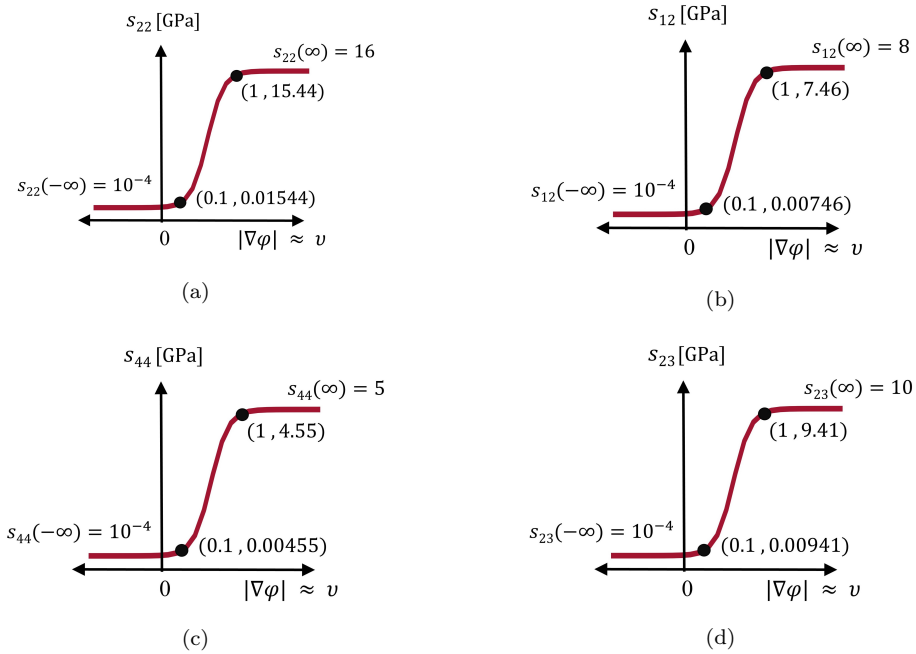 s₂₂ [GPa]
s₂₂(∞) = 16
(1 , 15.44)
s₂₂(−∞) = 10⁻⁴
(0.1 , 0.01544)
0
|∇φ| ≈ υ
(a)
s₁₂ [GPa]
s₁₂(∞) = 8
(1 , 7.46)
s₁₂(−∞) = 10⁻⁴
(0.1 , 0.00746)
0
|∇φ| ≈ υ
(b)
s₄₄ [GPa]
s₄₄(∞) = 5
(1 , 4.55)
s₄₄(−∞) = 10⁻⁴
(0.1 , 0.00455)
0
|∇φ| ≈ υ
(c)
s₂₃ [GPa]
s₂₃(∞) = 10
(1 , 9.41)
s₂₃(−∞) = 10⁻⁴
(0.1 , 0.00941)
0
|∇φ| ≈ υ
(d)